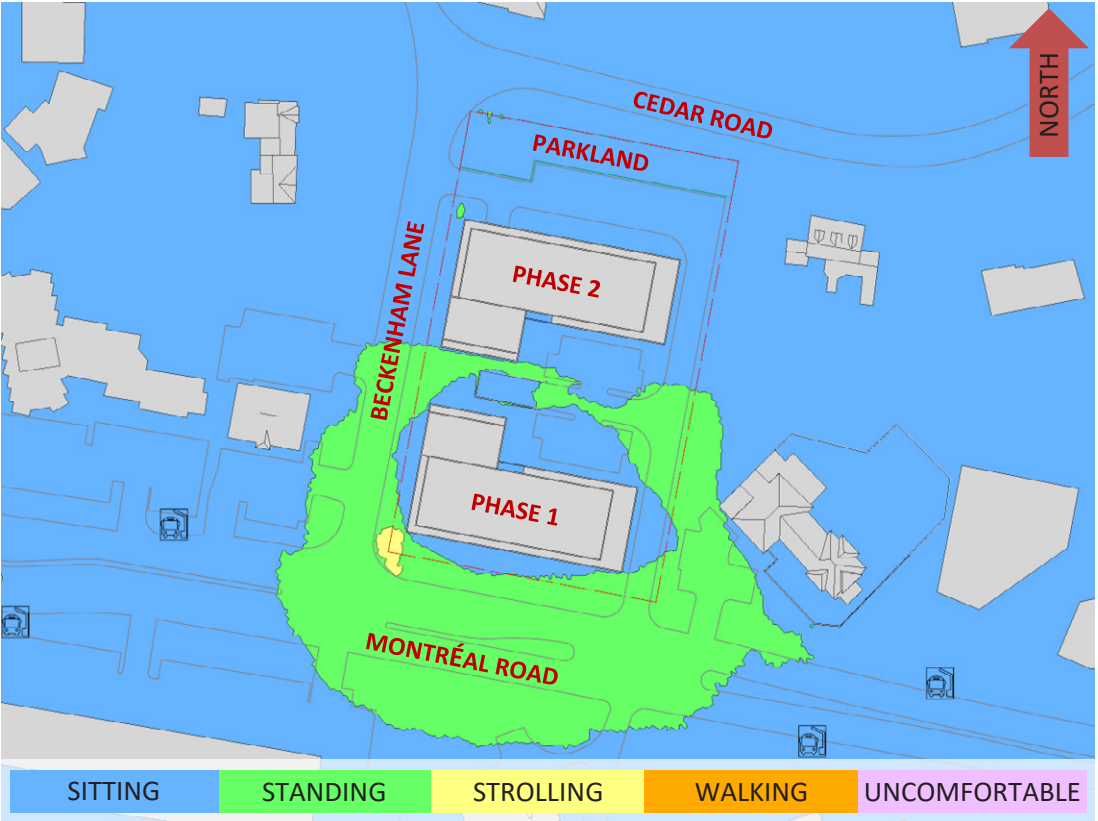 NORTH
CEDAR ROAD
PARKLAND
BECKENHAM LANE
PHASE 2
PHASE 1
MONTRÉAL ROAD
SITTING
STANDING
STROLLING
WALKING
UNCOMFORTABLE